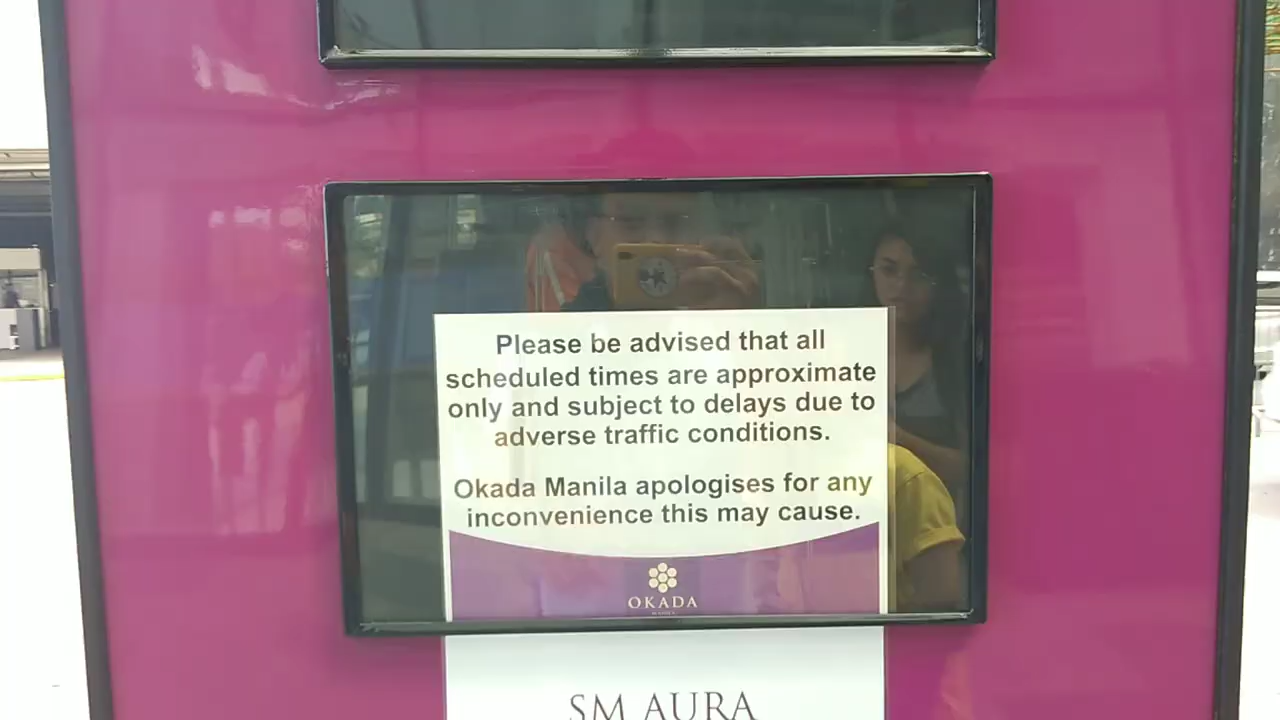 Please be advised that all
scheduled times are approximate
only and subject to delays due to
adverse traffic conditions.
Okada Manila apologises for any
inconvenience this may cause.
OKADA
SM AURA